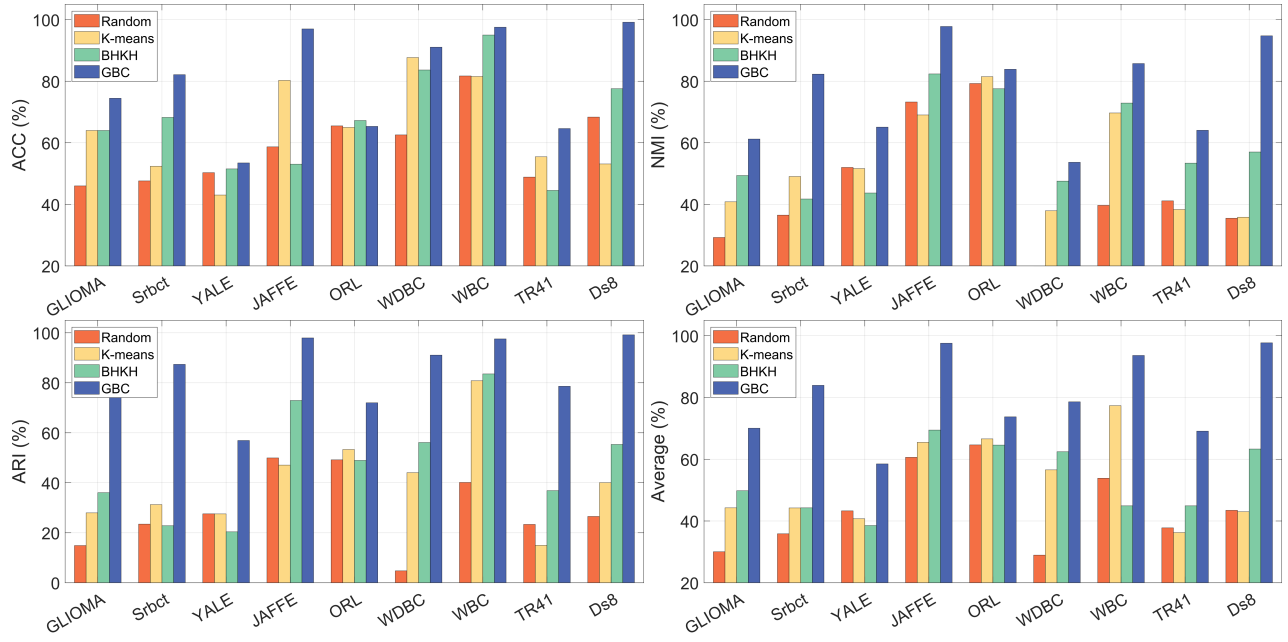 100
80
60
40
20
ACC (%)
Random
K-means
BHKH
GBC
GLIOMA
Srbct
YALE
JAFFE
ORL
WDBC
WBC
TR41
Ds8
100
80
60
40
20
NMI (%)
Random
K-means
BHKH
GBC
GLIOMA
Srbct
YALE
JAFFE
ORL
WDBC
WBC
TR41
Ds8
100
80
60
40
20
0
ARI (%)
Random
K-means
BHKH
GBC
GLIOMA
Srbct
YALE
JAFFE
ORL
WDBC
WBC
TR41
Ds8
100
80
60
40
20
Average (%)
Random
K-means
BHKH
GBC
GLIOMA
Srbct
YALE
JAFFE
ORL
WDBC
WBC
TR41
Ds8